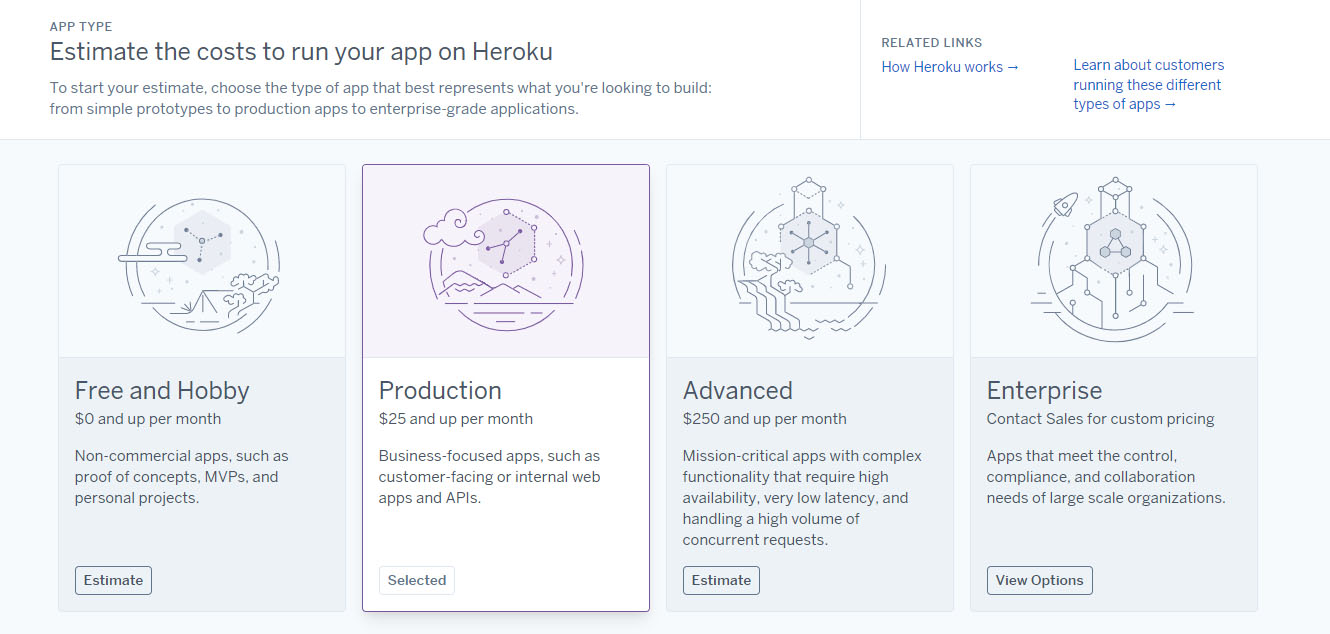 APP TYPE
Estimate the costs to run your app on Heroku
To start your estimate, choose the type of app that best represents what you're looking to build:
from simple prototypes to production apps to enterprise-grade applications.
RELATED LINKS
How Heroku works →
Learn about customers
running these different
types of apps →
Free and Hobby
$0 and up per month
Non-commercial apps, such as
proof of concepts, MVPs, and
personal projects.
Estimate
Production
$25 and up per month
Business-focused apps, such as
customer-facing or internal web
apps and APIs.
Selected
Advanced
$250 and up per month
Mission-critical apps with complex
functionality that require high
availability, very low latency, and
handling a high volume of
concurrent requests.
Estimate
Enterprise
Contact Sales for custom pricing
Apps that meet the control,
compliance, and collaboration
needs of large scale organizations.
View Options